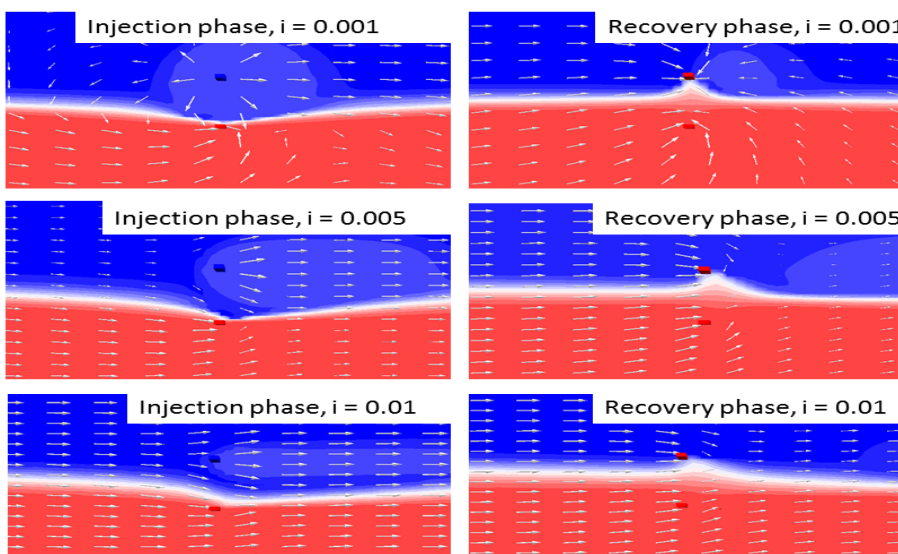 Injection phase, i = 0.001
Recovery phase, i = 0.001
Injection phase, i = 0.005
Recovery phase, i = 0.005
Injection phase, i = 0.01
Recovery phase, i = 0.01